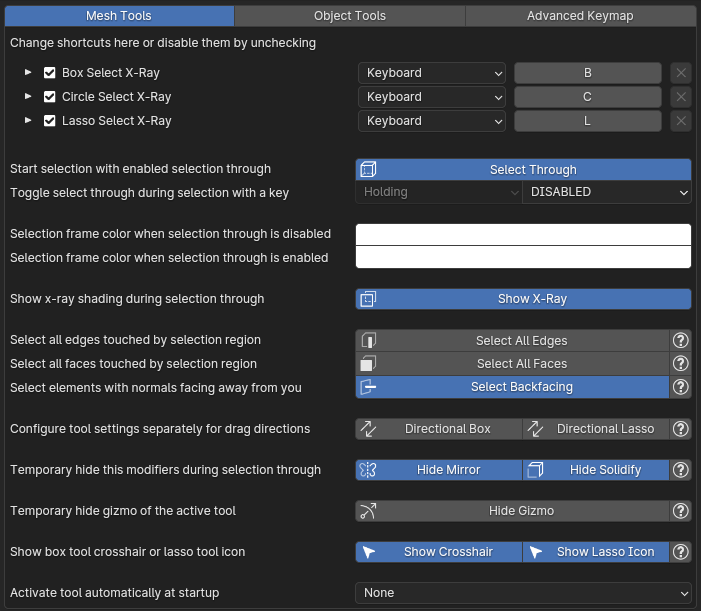 Mesh Tools Object Tools Advanced Keymap
Change shortcuts here or disable them by unchecking
Box Select X-Ray Keyboard B
Circle Select X-Ray Keyboard C
Lasso Select X-Ray Keyboard L
Start selection with enabled selection through Select Through
Toggle select through during selection with a key Holding DISABLED
Selection frame color when selection through is disabled
Selection frame color when selection through is enabled
Show x-ray shading during selection through Show X-Ray
Select all edges touched by selection region Select All Edges ?
Select all faces touched by selection region Select All Faces ?
Select elements with normals facing away from you Select Backfacing ?
Configure tool settings separately for drag directions Directional Box Directional Lasso ?
Temporary hide this modifiers during selection through Hide Mirror Hide Solidify ?
Temporary hide gizmo of the active tool Hide Gizmo ?
Show box tool crosshair or lasso tool icon Show Crosshair Show Lasso Icon ?
Activate tool automatically at startup None